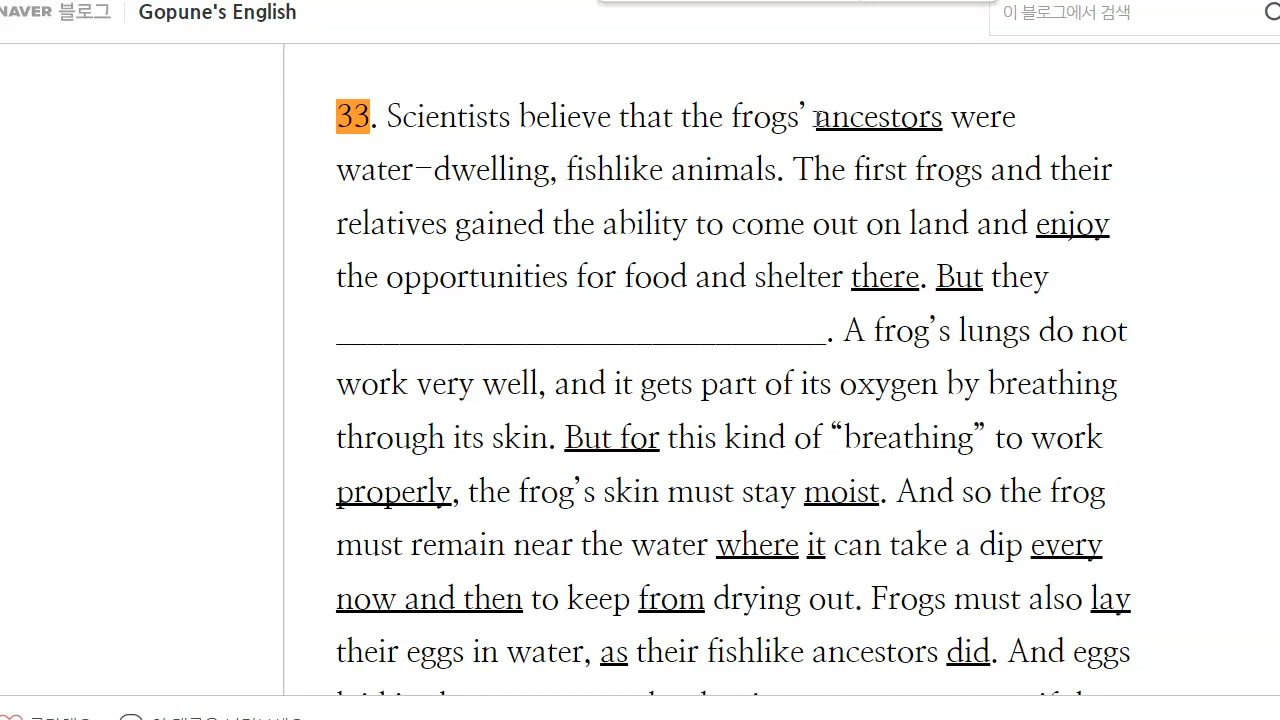 NAVER 블로그 Gopune's English 이 블로그에서 검색
33. Scientists believe that the frogs’ ancestors were
water-dwelling, fishlike animals. The first frogs and their
relatives gained the ability to come out on land and enjoy
the opportunities for food and shelter there. But they
______________________________. A frog’s lungs do not
work very well, and it gets part of its oxygen by breathing
through its skin. But for this kind of “breathing” to work
properly, the frog’s skin must stay moist. And so the frog
must remain near the water where it can take a dip every
now and then to keep from drying out. Frogs must also lay
their eggs in water, as their fishlike ancestors did. And eggs